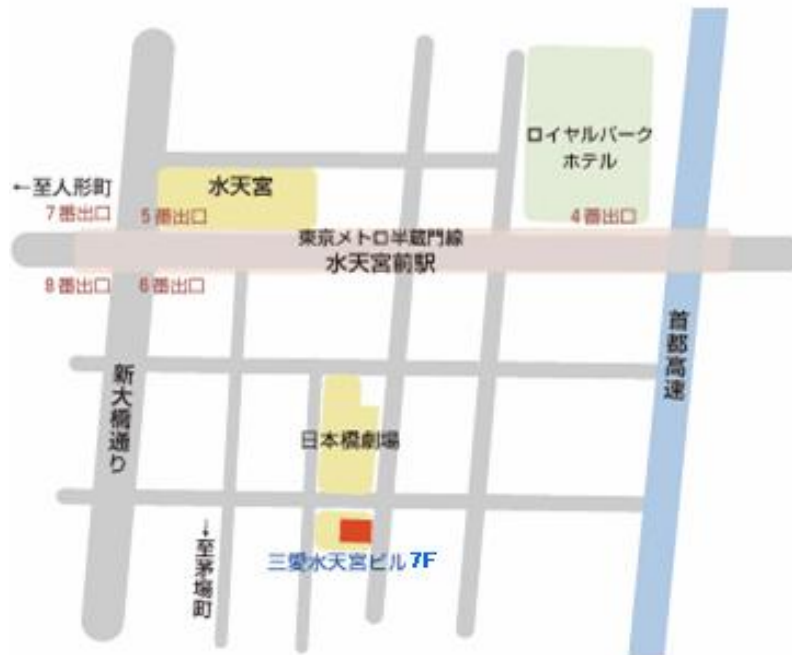 ロイヤルパーク
ホテル
←至人形町
水天宮
7番出口
5番出口
4番出口
東京メトロ半蔵門線
水天宮前駅
8番出口
6番出口
首都高速
新大橋通り
日本橋劇場
→至茅場町
三愛水天宮ビル 7F